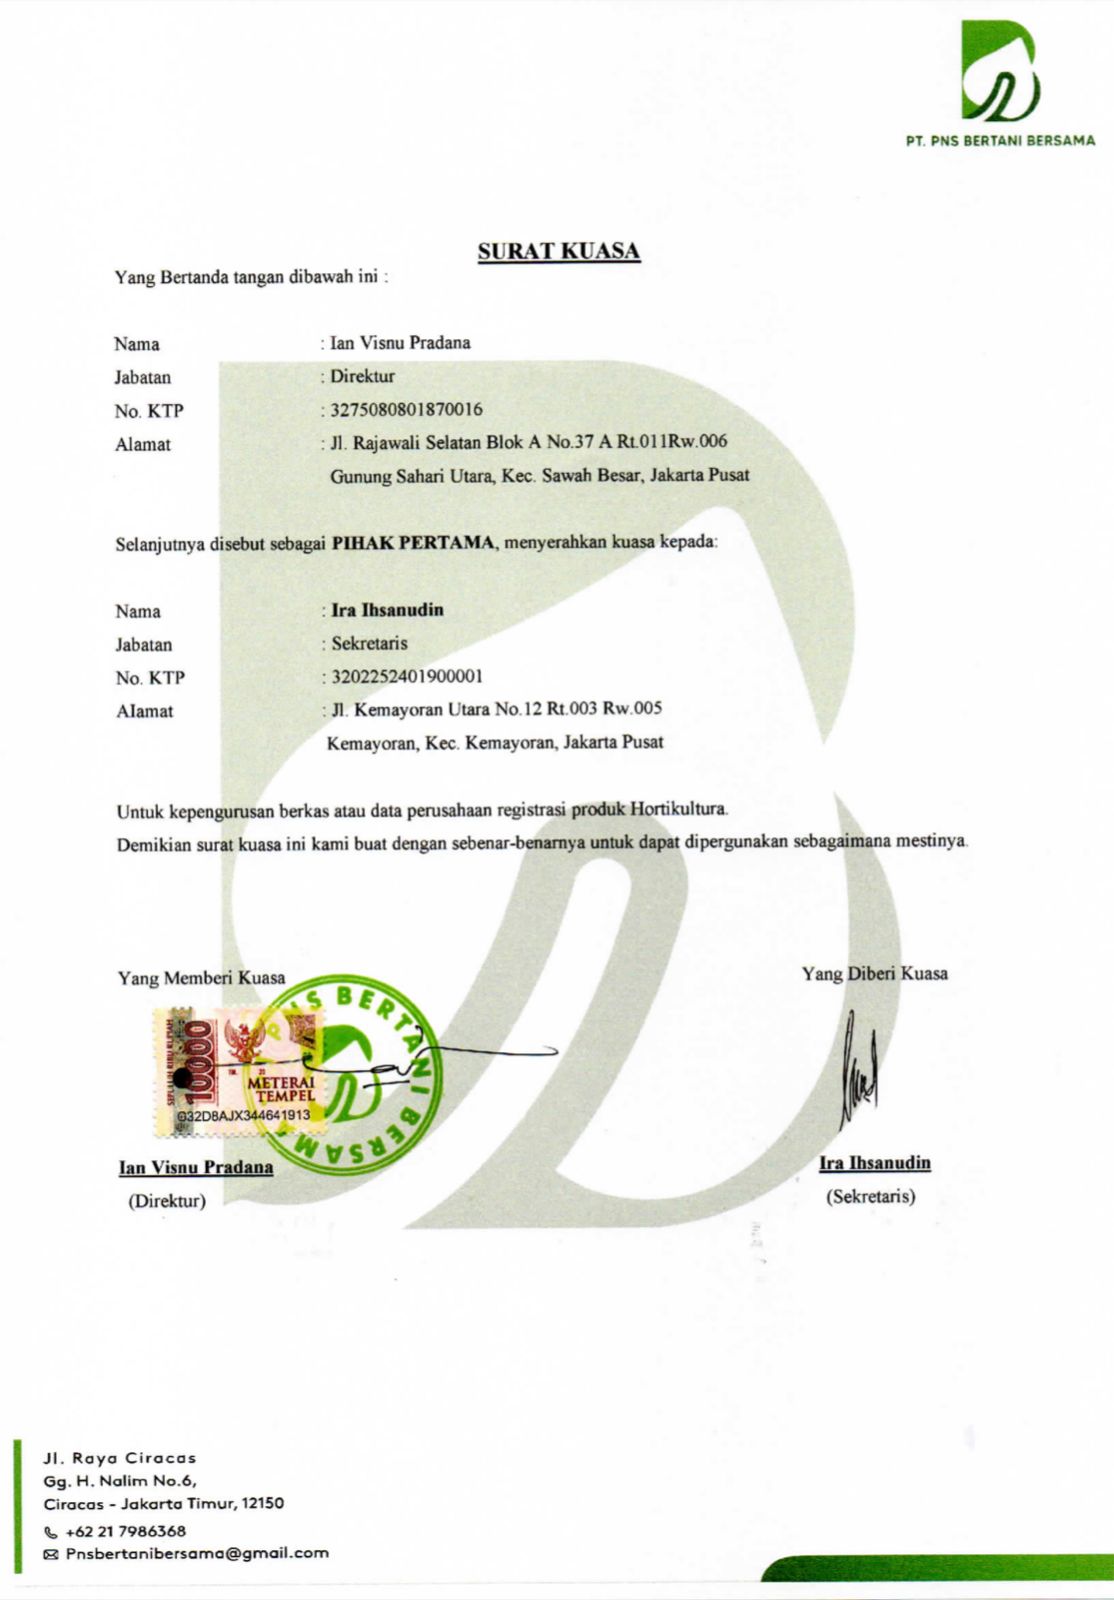 PT. PNS BERTANI BERSAMA
SURAT KUASA
Yang Bertanda tangan dibawah ini :
Nama : Ian Visnu Pradana
Jabatan : Direktur
No. KTP : 3275080801870016
Alamat : Jl. Rajawali Selatan Blok A No.37 A Rt.011Rw.006
Gunung Sahari Utara, Kec. Sawah Besar, Jakarta Pusat
Selanjutnya disebut sebagai PIHAK PERTAMA, menyerahkan kuasa kepada:
Nama : Ira Ihsanudin
Jabatan : Sekretaris
No. KTP : 3202252401900001
Alamat : Jl. Kemayoran Utara No.12 Rt.003 Rw.005
Kemayoran, Kec. Kemayoran, Jakarta Pusat
Untuk kepengurusan berkas atau data perusahaan registrasi produk Hortikultura.
Demikian surat kuasa ini kami buat dengan sebenar-benarnya untuk dapat dipergunakan sebagaimana mestinya.
Yang Memberi Kuasa
Yang Diberi Kuasa
PNS BERTANI BERSAMA
SEPULUH RIBU RUPIAH
10000
METERAI
TEMPEL
632D8AJX344641913
Ian Visnu Pradana
(Direktur)
Ira Ihsanudin
(Sekretaris)
Jl. Raya Ciracas
Gg. H. Nalim No.6,
Ciracas - Jakarta Timur, 12150
+62 21 7986368
Pnsbertanibersama@gmail.com